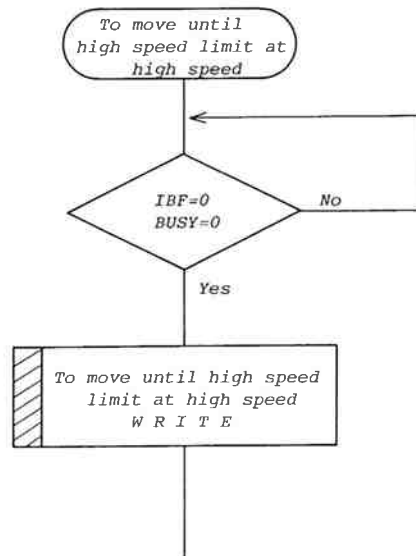 To move until
high speed limit at
high speed
IBF=0
BUSY=0
No
Yes
To move until high speed
limit at high speed
W R I T E